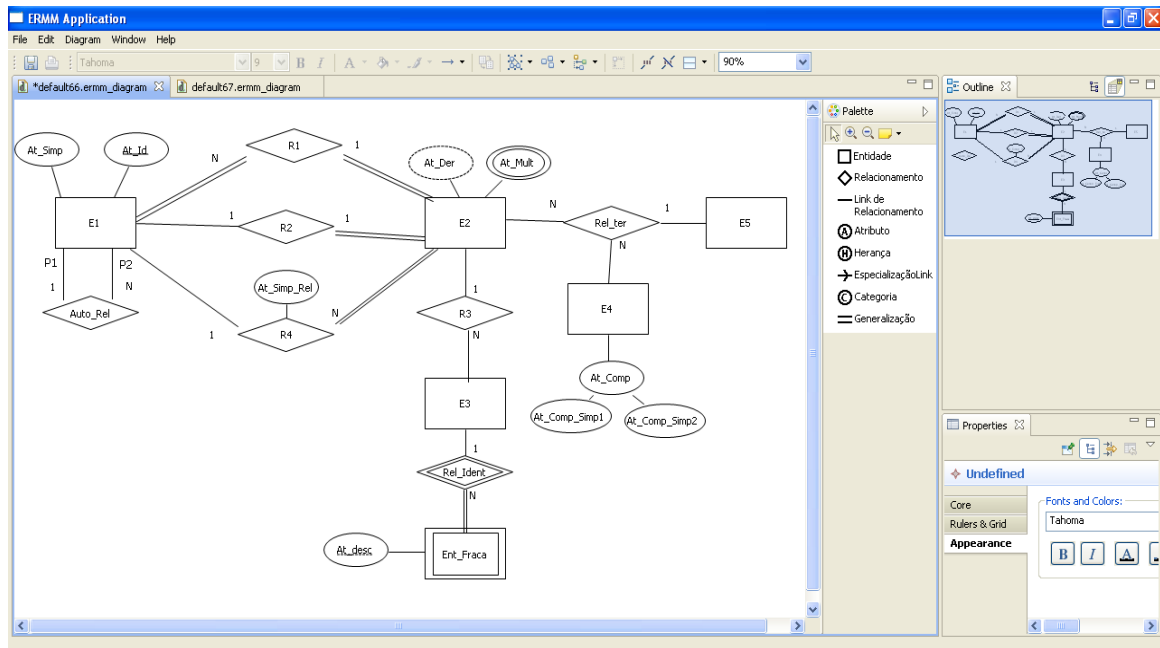 ERMM Application
File Edit Diagram Window Help
Tahoma 9 B I A 90%
*default66.ermm_diagram default67.ermm_diagram
At_Simp
At_Id
N
R1
1
At_Der
At_Mult
E1
1
R2
1
E2
N
Rel_ter
1
E5
N
P1
P2
1
N
Auto_Rel
At_Simp_Rel
N
1
R4
1
R3
N
E4
At_Comp
At_Comp_Simp1
At_Comp_Simp2
E3
1
Rel_Ident
N
At_desc
Ent_Fraca
Palette
Entidade
Relacionamento
Link de
Relacionamento
A Atributo
H Herança
EspecializaçãoLink
C Categoria
Generalização
Outline
Properties
Undefined
Core
Rulers & Grid
Appearance
Fonts and Colors:
Tahoma
B I A